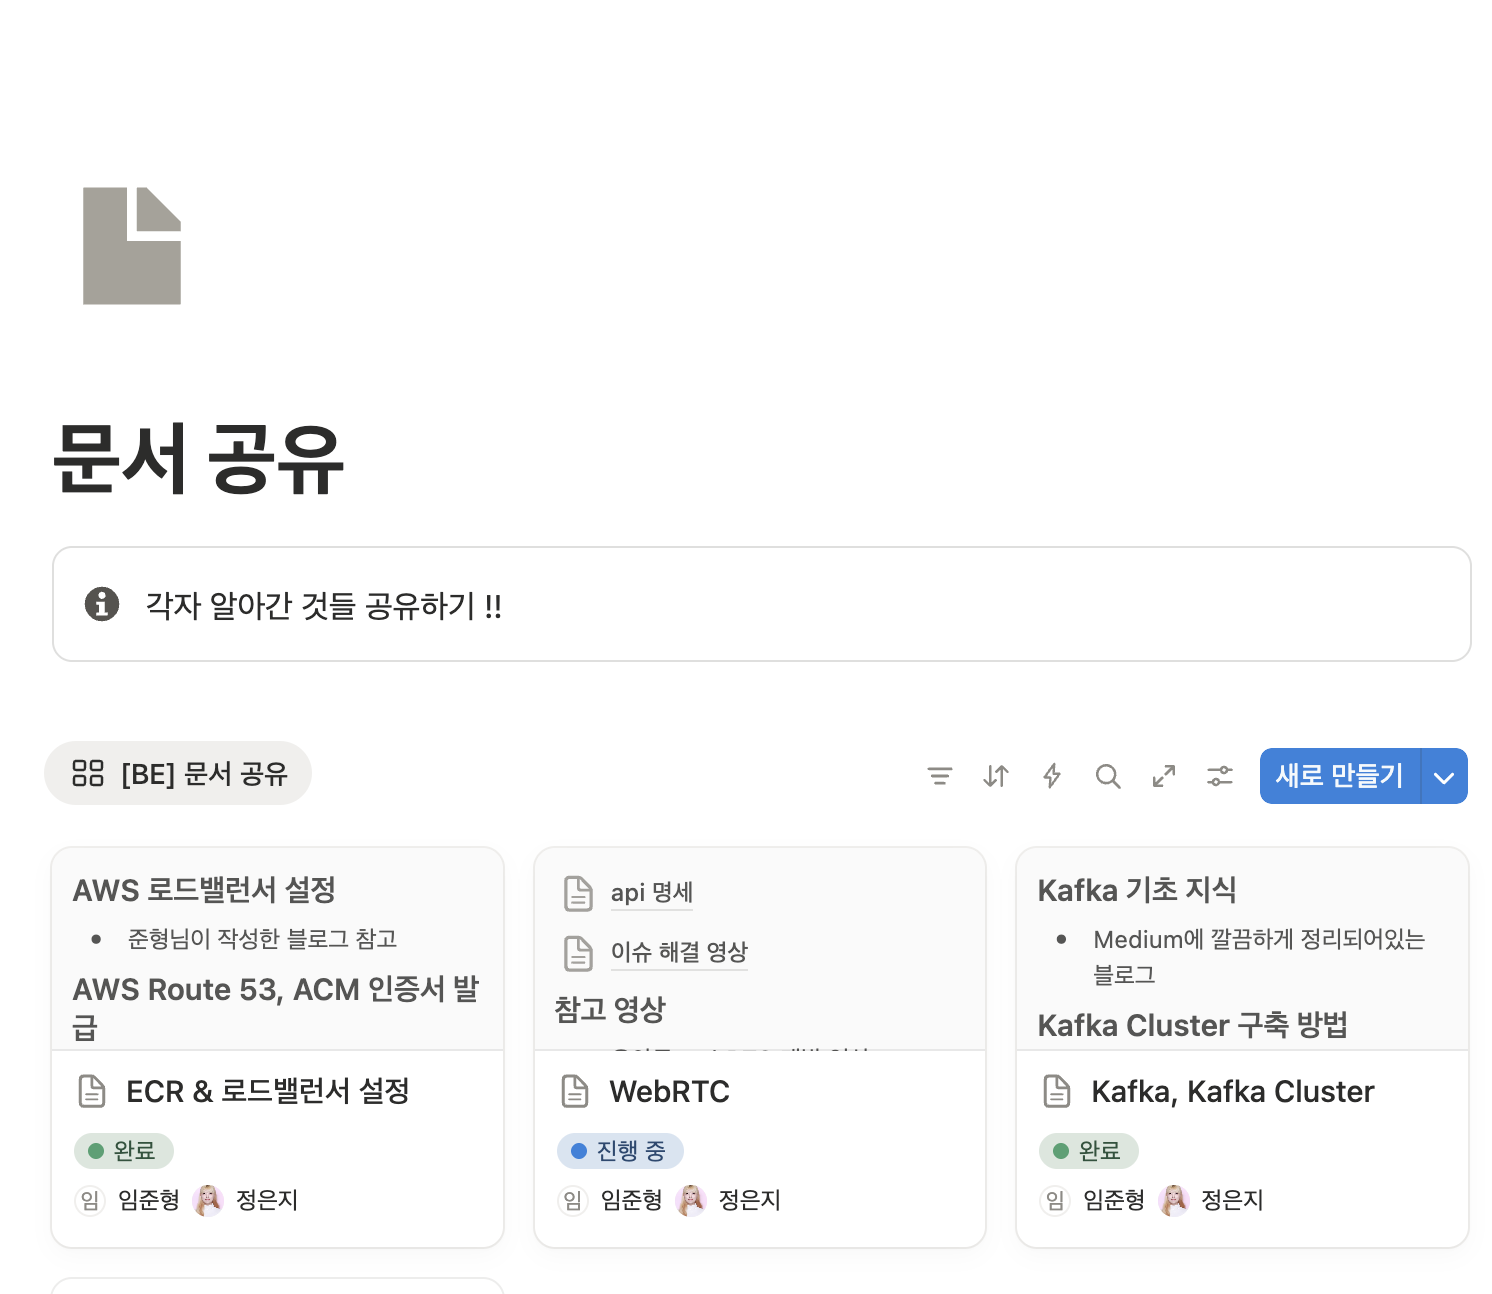 문서 공유
각자 알아간 것들 공유하기 !!
[BE] 문서 공유
새로 만들기
AWS 로드밸런서 설정
• 준형님이 작성한 블로그 참고
AWS Route 53, ACM 인증서 발
급
ECR & 로드밸런서 설정
완료
임 임준형 정은지
api 명세
이슈 해결 영상
참고 영상
WebRTC
진행 중
임 임준형 정은지
Kafka 기초 지식
• Medium에 깔끔하게 정리되어있는
블로그
Kafka Cluster 구축 방법
Kafka, Kafka Cluster
완료
임 임준형 정은지